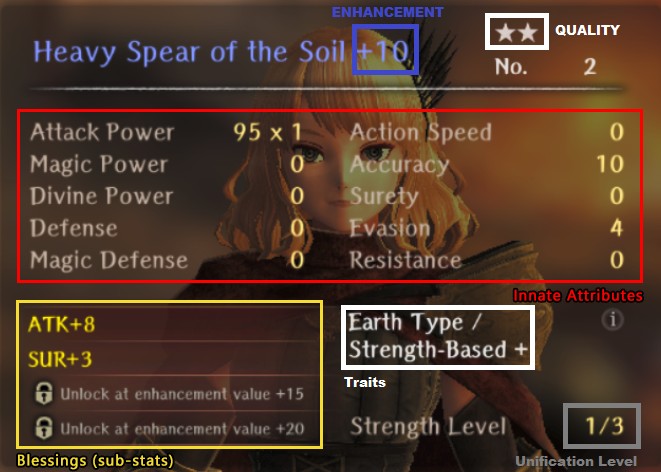 ENHANCEMENT
Heavy Spear of the Soil +10
★★ QUALITY
No. 2
Attack Power 95 x 1 Action Speed 0
Magic Power 0 Accuracy 10
Divine Power 0 Surety 0
Defense 0 Evasion 4
Magic Defense 0 Resistance 0
Innate Attributes
ATK+8
SUR+3
Unlock at enhancement value +15
Unlock at enhancement value +20
Blessings (sub-stats)
Earth Type /
Strength-Based +
i
Traits
Strength Level 1/3
Unification Level